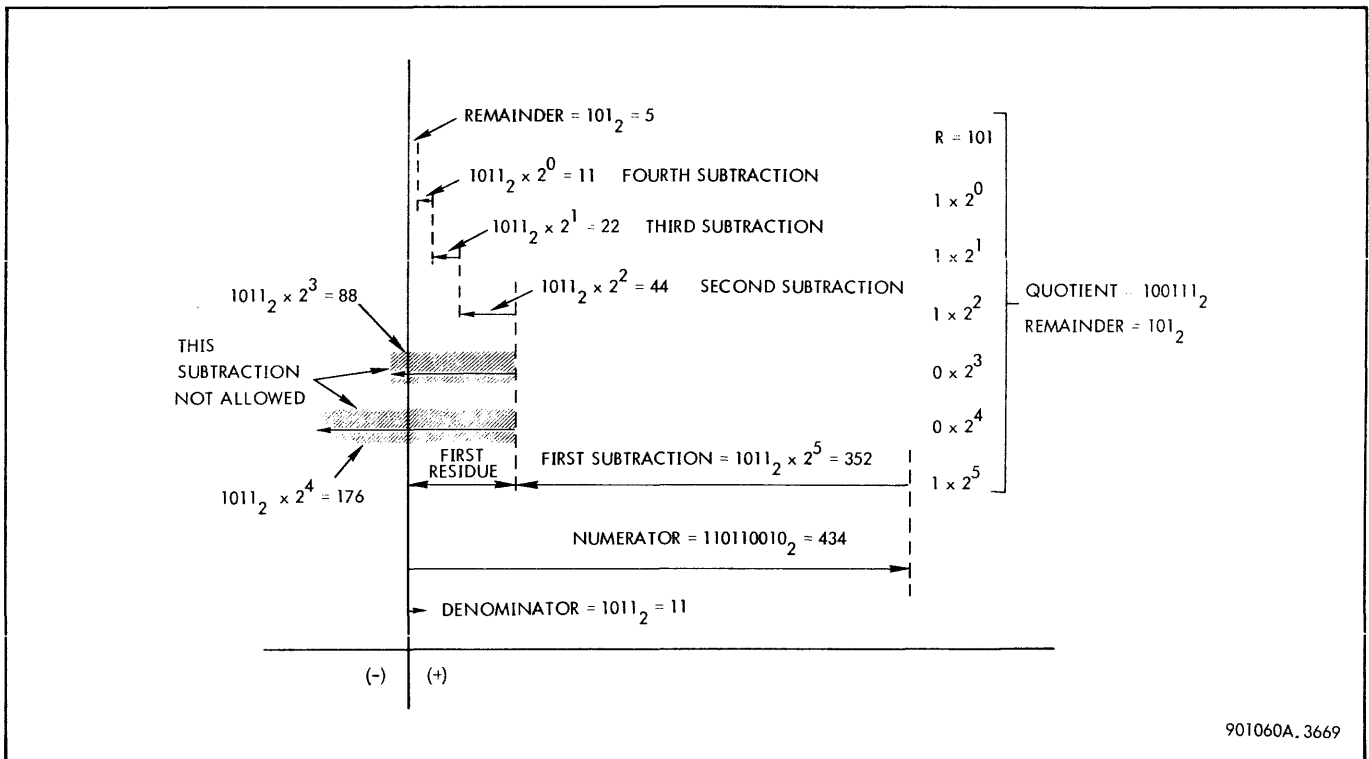 REMAINDER = 101₂ = 5
R = 101
1011₂ × 2⁰ = 11 FOURTH SUBTRACTION
1 × 2⁰
1011₂ × 2¹ = 22 THIRD SUBTRACTION
1 × 2¹
1011₂ × 2³ = 88
1011₂ × 2² = 44 SECOND SUBTRACTION
1 × 2²
QUOTIENT = 100111₂
REMAINDER = 101₂
THIS
SUBTRACTION
NOT ALLOWED
0 × 2³
0 × 2⁴
FIRST
RESIDUE
FIRST SUBTRACTION = 1011₂ × 2⁵ = 352
1 × 2⁵
1011₂ × 2⁴ = 176
NUMERATOR = 110110010₂ = 434
DENOMINATOR = 1011₂ = 11
(-) (+)
901060A.3669